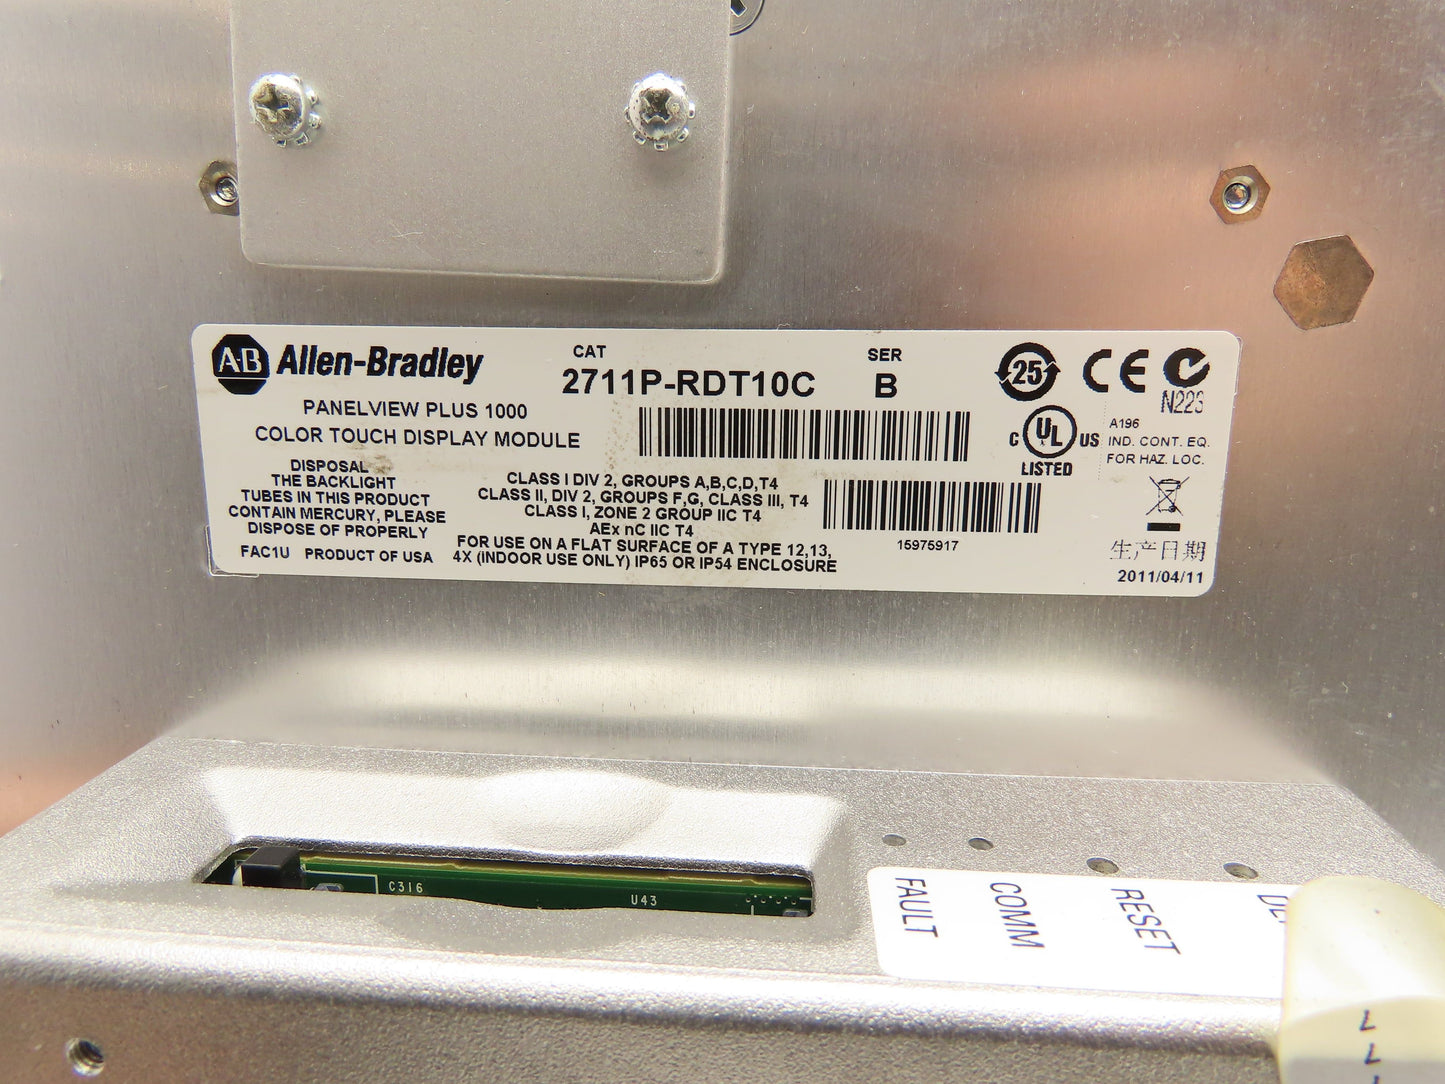 AB Allen-Bradley
CAT
2711P-RDT10C
SER
B
PANELVIEW PLUS 1000
COLOR TOUCH DISPLAY MODULE
DISPOSAL
THE BACKLIGHT
TUBES IN THIS PRODUCT
CONTAIN MERCURY, PLEASE
DISPOSE OF PROPERLY
FAC1U PRODUCT OF USA
CLASS I DIV 2, GROUPS A,B,C,D,T4
CLASS II, DIV 2, GROUPS F,G, CLASS III, T4
CLASS I, ZONE 2 GROUP IIC T4
AEx nC IIC T4
FOR USE ON A FLAT SURFACE OF A TYPE 12,13,
4X (INDOOR USE ONLY) IP65 OR IP54 ENCLOSURE
15975917
25
CE
N223
C UL US
LISTED
A196
IND. CONT. EQ.
FOR HAZ. LOC.
生产日期
2011/04/11
C316
U43
FAULT
COMM
RESET